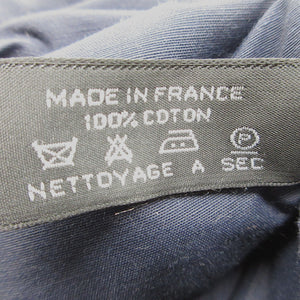 MADE IN FRANCE
100% COTON
P
NETTOYAGE A SEC